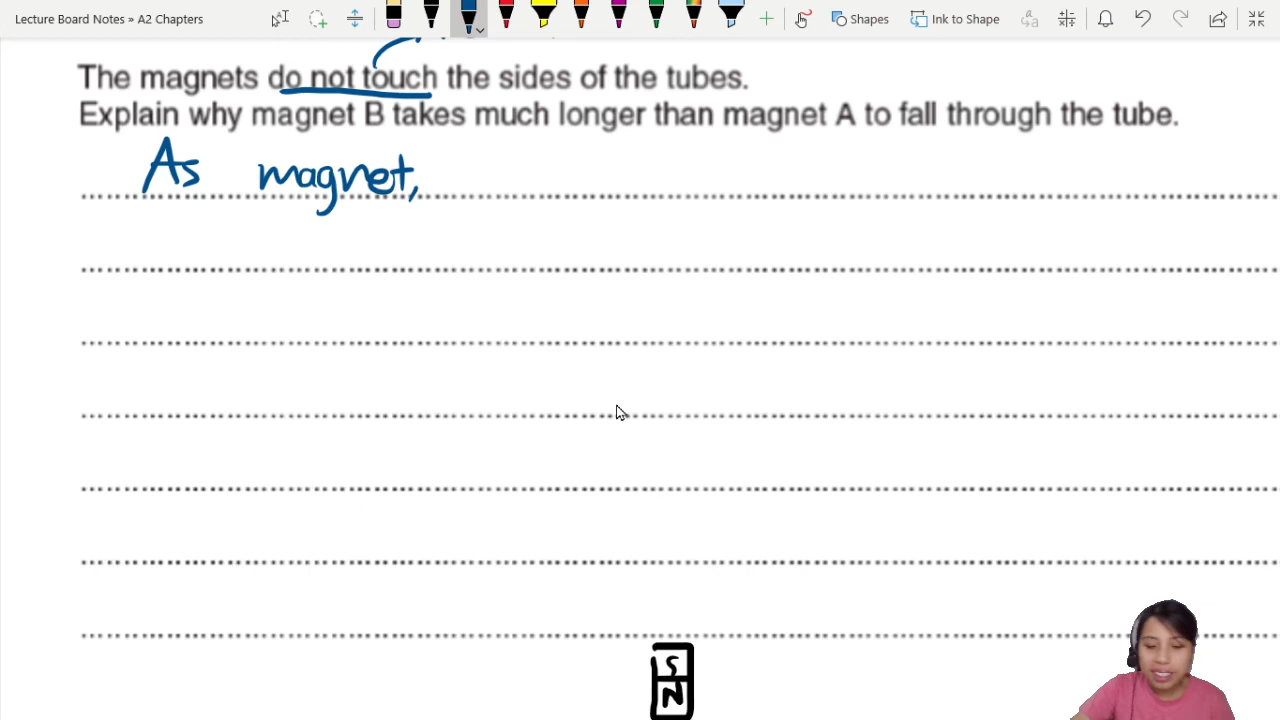 Lecture Board Notes » A2 Chapters
Shapes
Ink to Shape
The magnets do not touch the sides of the tubes.
Explain why magnet B takes much longer than magnet A to fall through the tube.
As magnet,
S
N